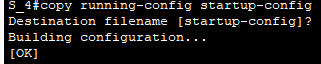 S_4#copy running-config startup-config
Destination filename [startup-config]?
Building configuration...
[OK]